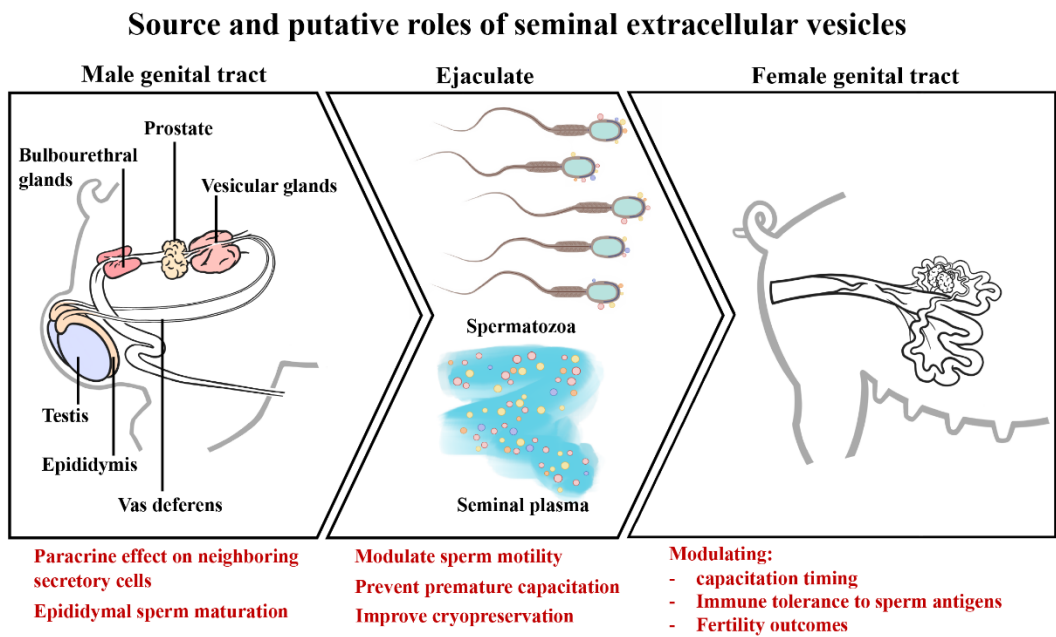 Source and putative roles of seminal extracellular vesicles
Male genital tract
Ejaculate
Female genital tract
Prostate
Bulbourethral
glands
Vesicular glands
Testis
Epididymis
Vas deferens
Spermatozoa
Seminal plasma
Paracrine effect on neighboring
secretory cells
Epididymal sperm maturation
Modulate sperm motility
Prevent premature capacitation
Improve cryopreservation
Modulating:
- capacitation timing
- Immune tolerance to sperm antigens
- Fertility outcomes